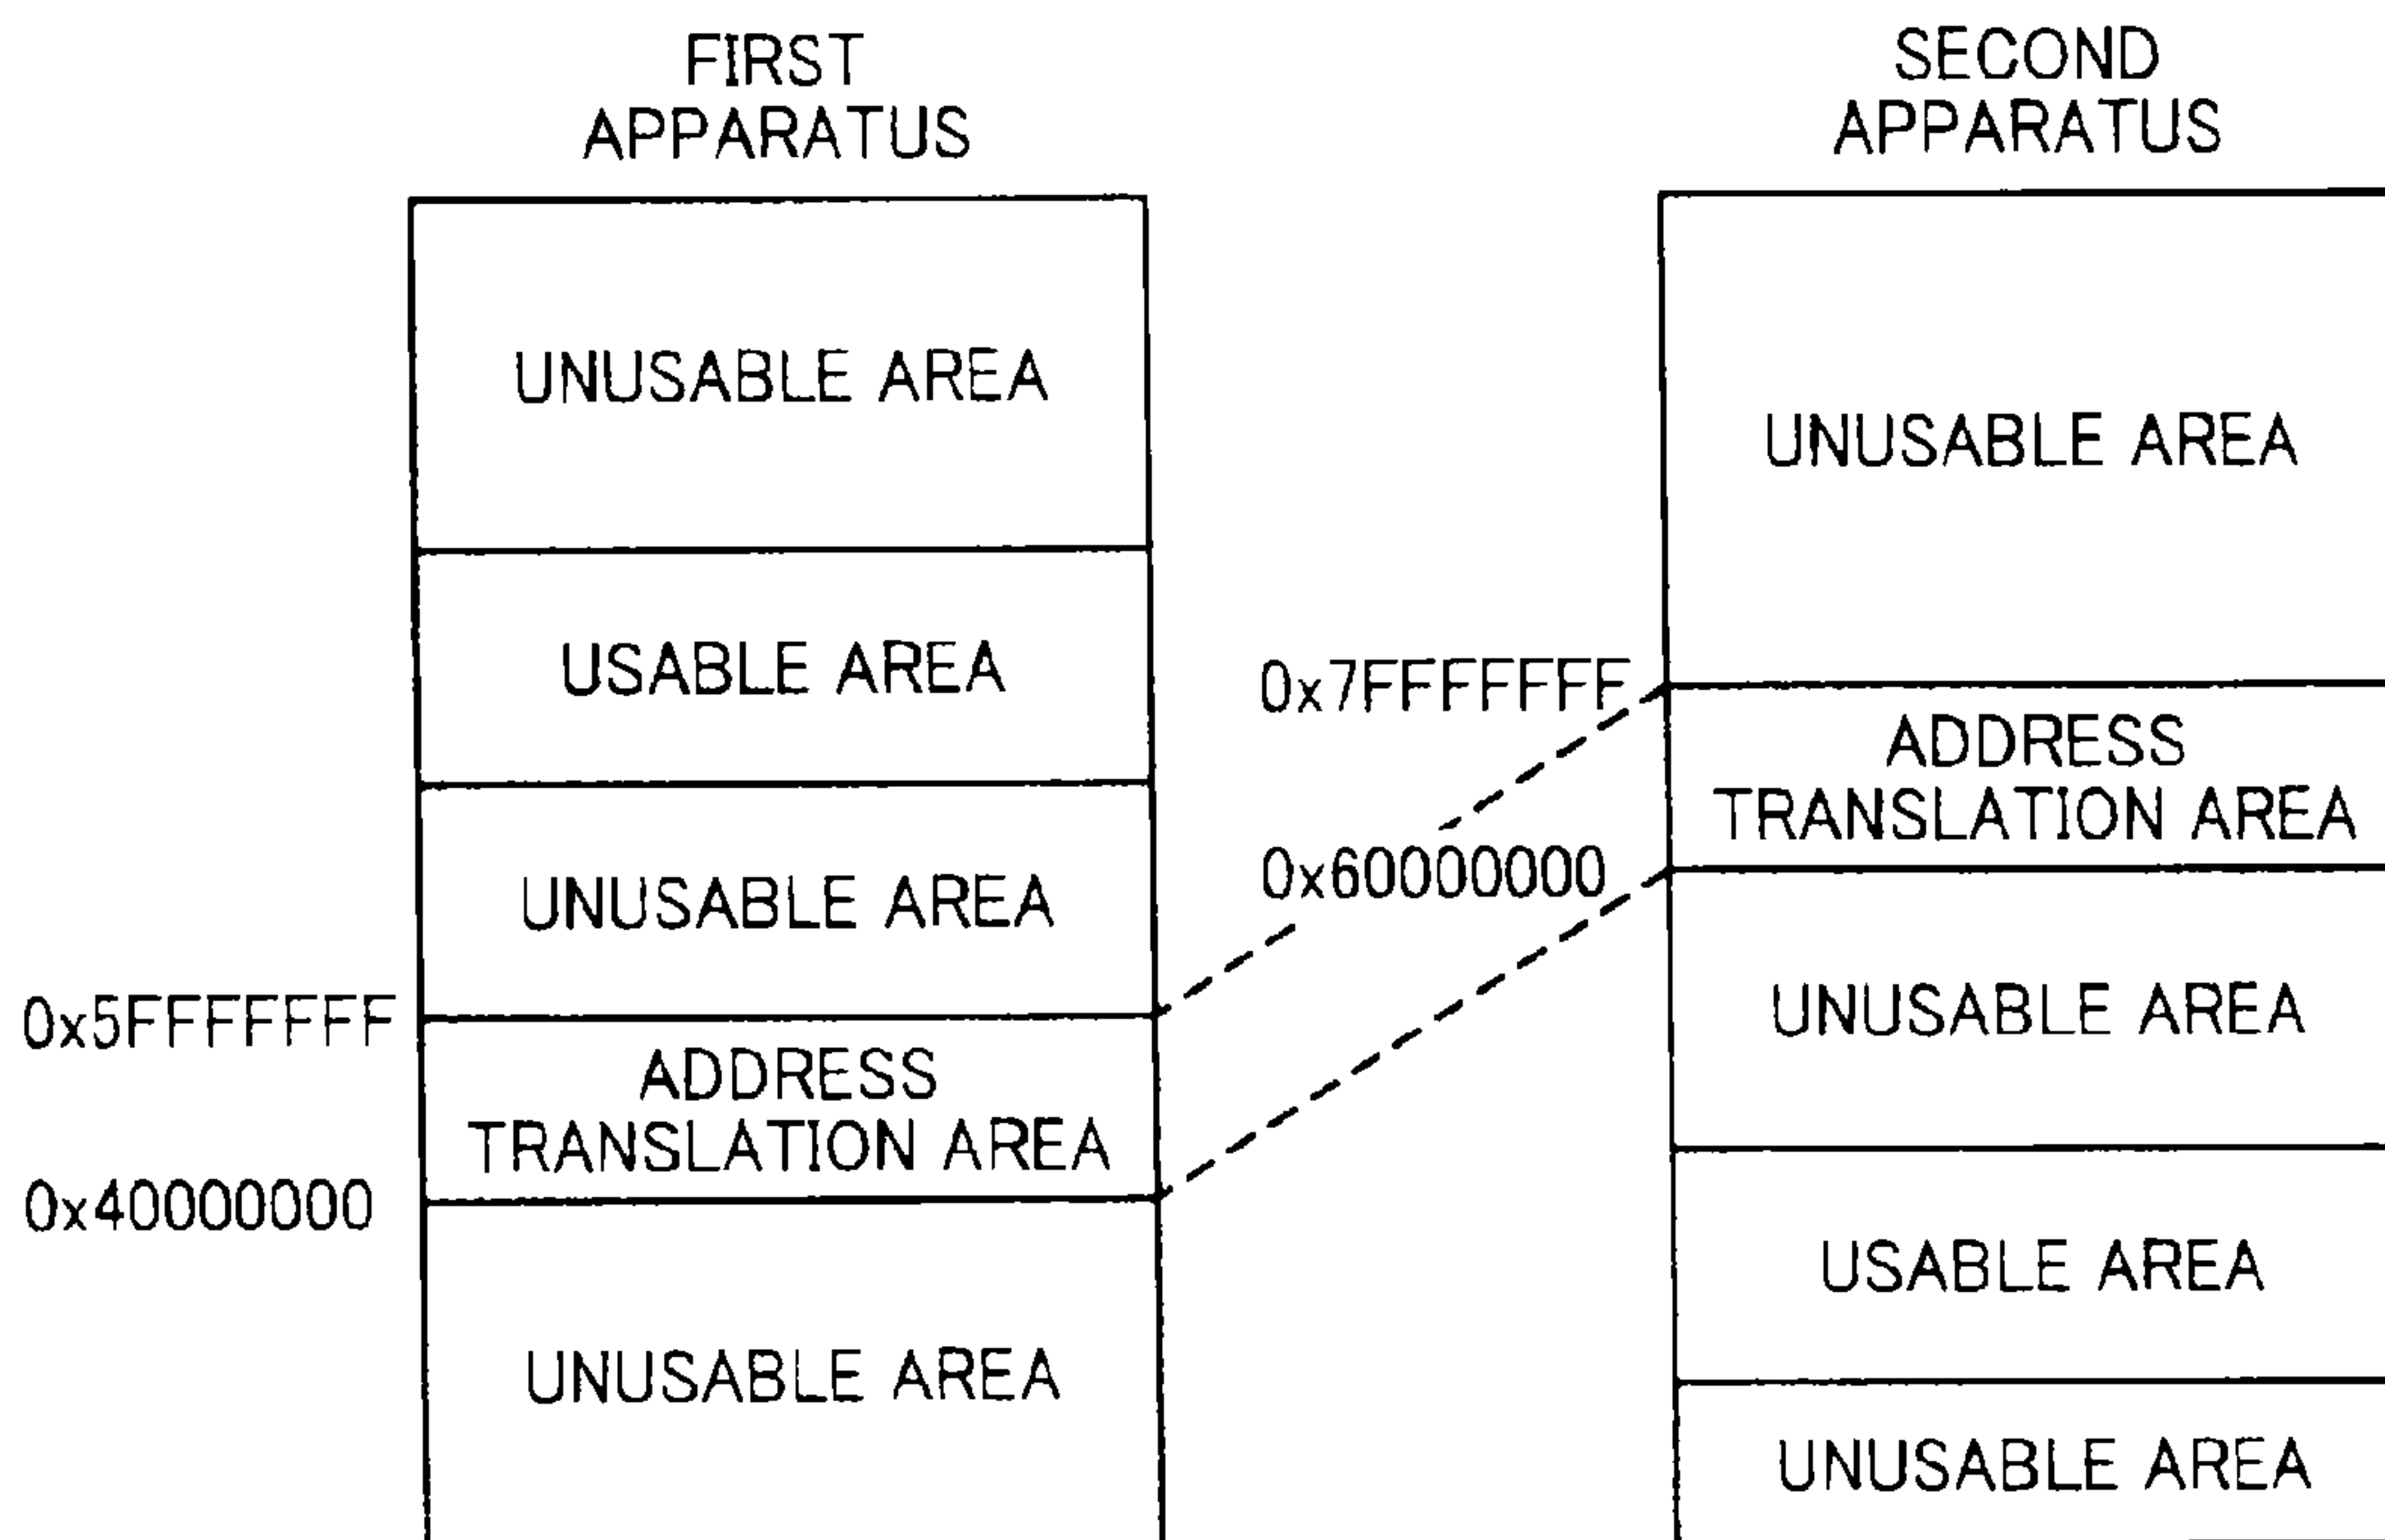 FIRST
APPARATUS
UNUSABLE AREA
USABLE AREA
UNUSABLE AREA
0x5FFFFFFF
ADDRESS
TRANSLATION AREA
0x40000000
UNUSABLE AREA
SECOND
APPARATUS
UNUSABLE AREA
0x7FFFFFFF
ADDRESS
TRANSLATION AREA
0x60000000
UNUSABLE AREA
USABLE AREA
UNUSABLE AREA